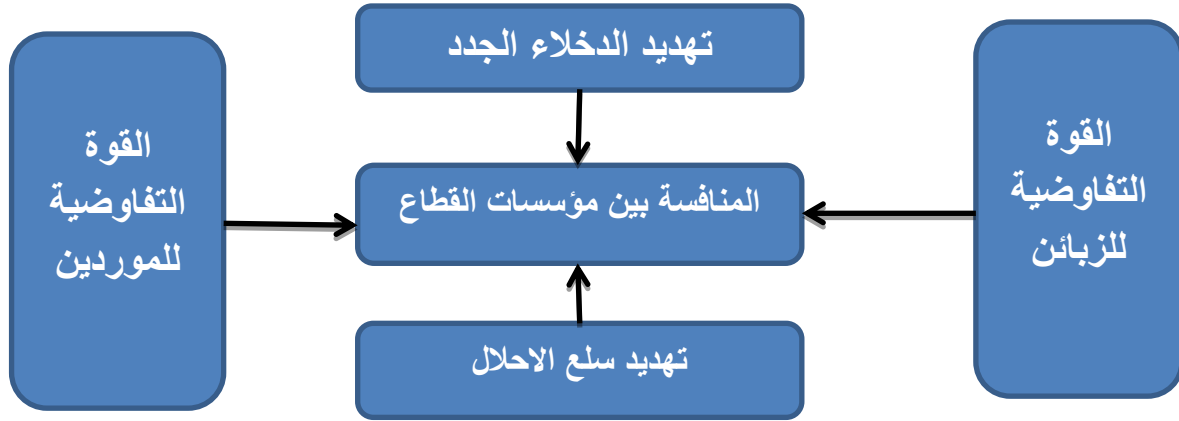 تهديد الدخلاء الجدد
القوة
التفاوضية
للزبائن
المنافسة بين مؤسسات القطاع
القوة
التفاوضية
للموردين
تهديد سلع الاحلال